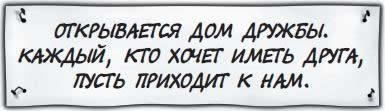 ОТКРЫВАЕТСЯ ДОМ ДРУЖБЫ.
КАЖДЫЙ, КТО ХОЧЕТ ИМЕТЬ ДРУГА,
ПУСТЬ ПРИХОДИТ К НАМ.